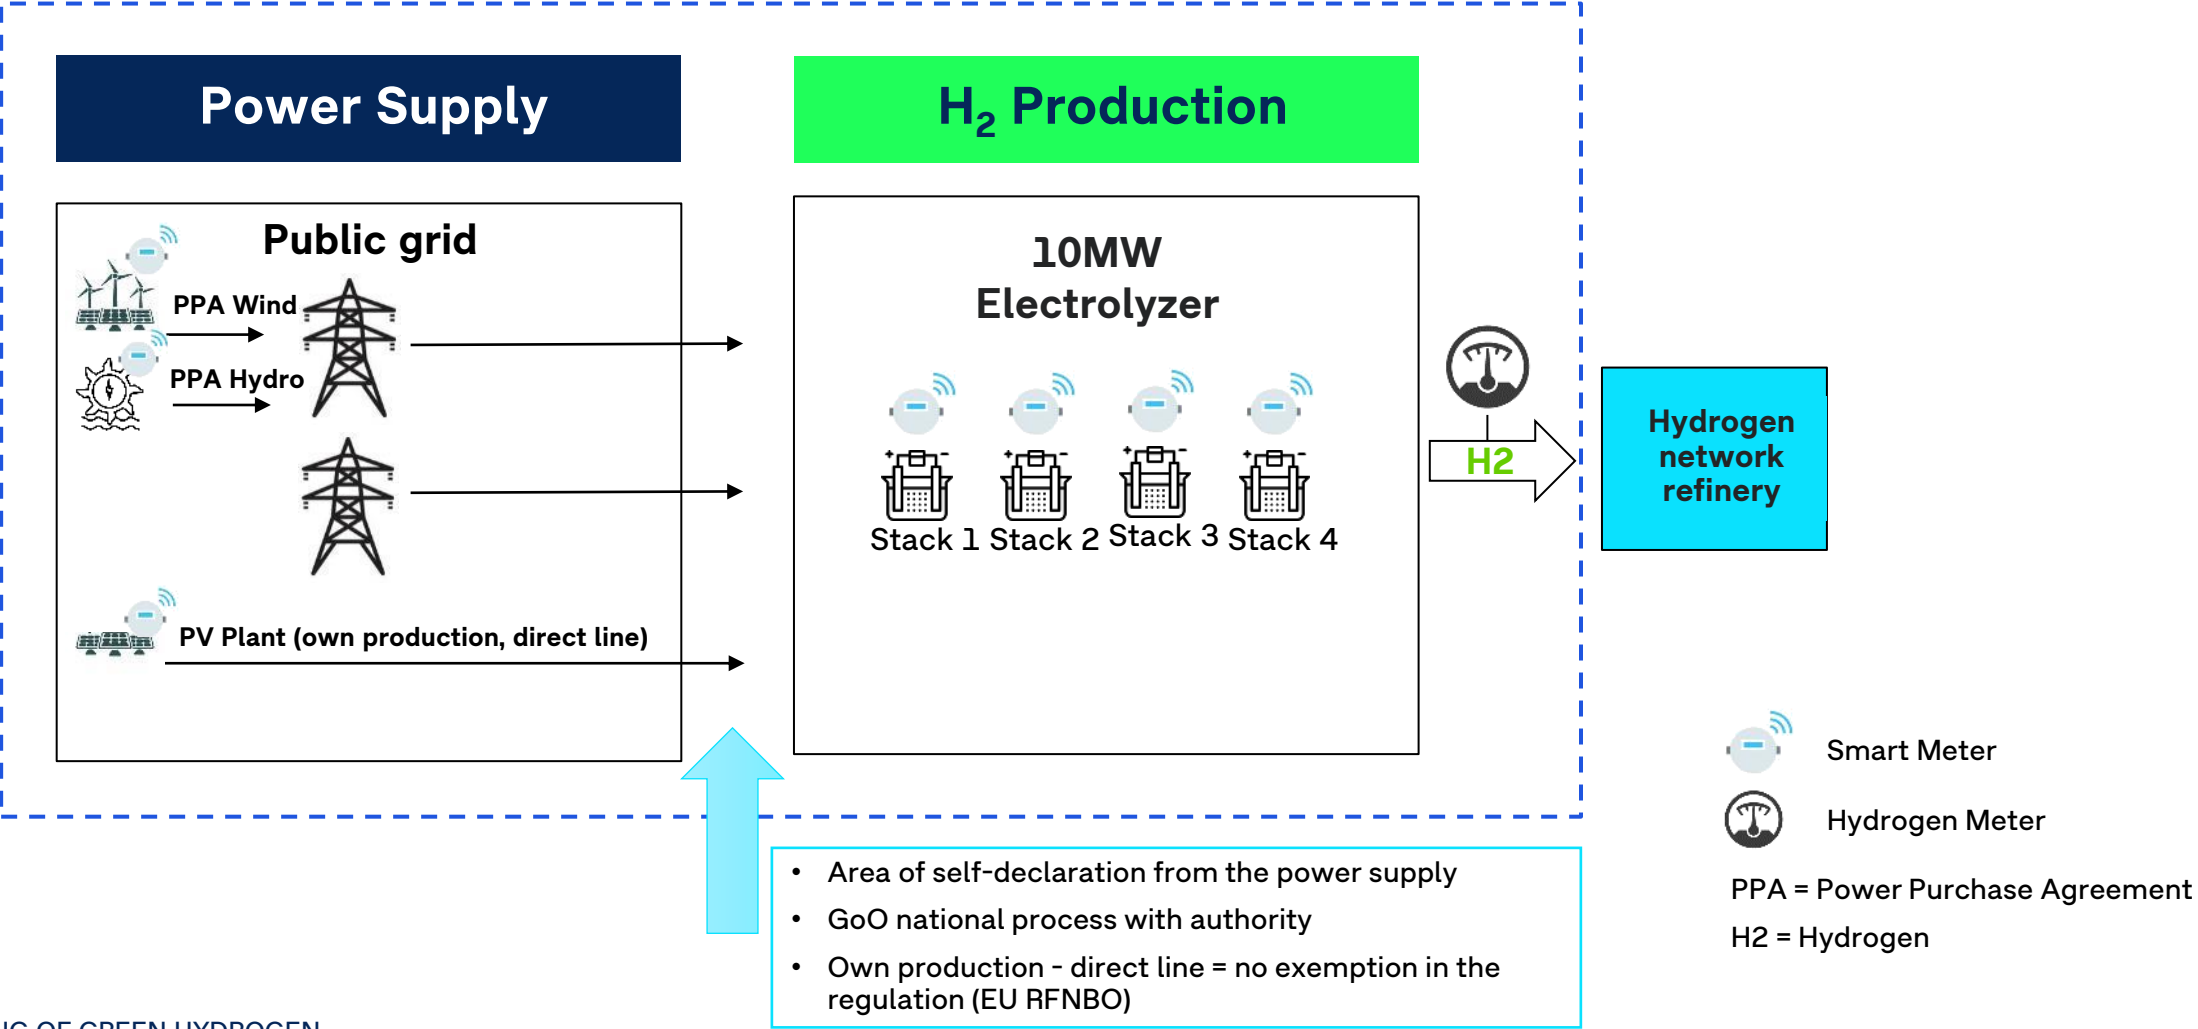 Power Supply
H2 Production
Public grid
PPA Wind
PPA Hydro
PV Plant (own production, direct line)
10MW
Electrolyzer
Stack 1 Stack 2 Stack 3 Stack 4
H2
Hydrogen
network
refinery
Smart Meter
Hydrogen Meter
PPA = Power Purchase Agreement
H2 = Hydrogen
• Area of self-declaration from the power supply
• GoO national process with authority
• Own production - direct line = no exemption in the
regulation (EU RFNBO)
OF GREEN HYDROGEN